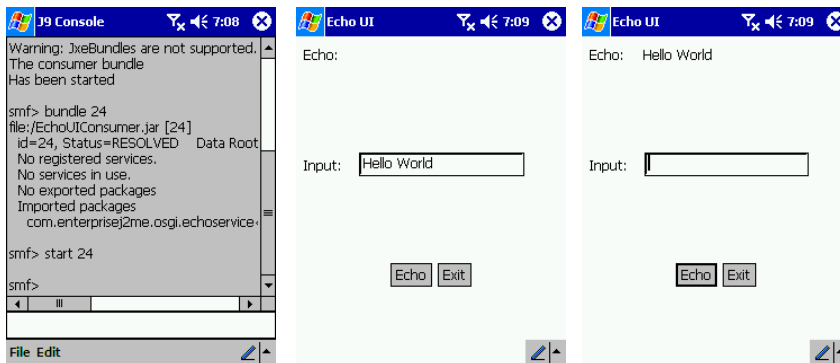 J9 Console 7:08
Warning: JxeBundles are not supported.
The consumer bundle
Has been started
smf> bundle 24
file:/EchoUIConsumer.jar [24]
id=24, Status=RESOLVED Data Root
No registered services.
No services in use.
No exported packages
Imported packages
com.enterprisej2me.osgi.echoservice
smf> start 24
smf>
File Edit
Echo UI 7:09
Echo:
Input: Hello World
Echo Exit
Echo UI 7:09
Echo: Hello World
Input:
Echo Exit